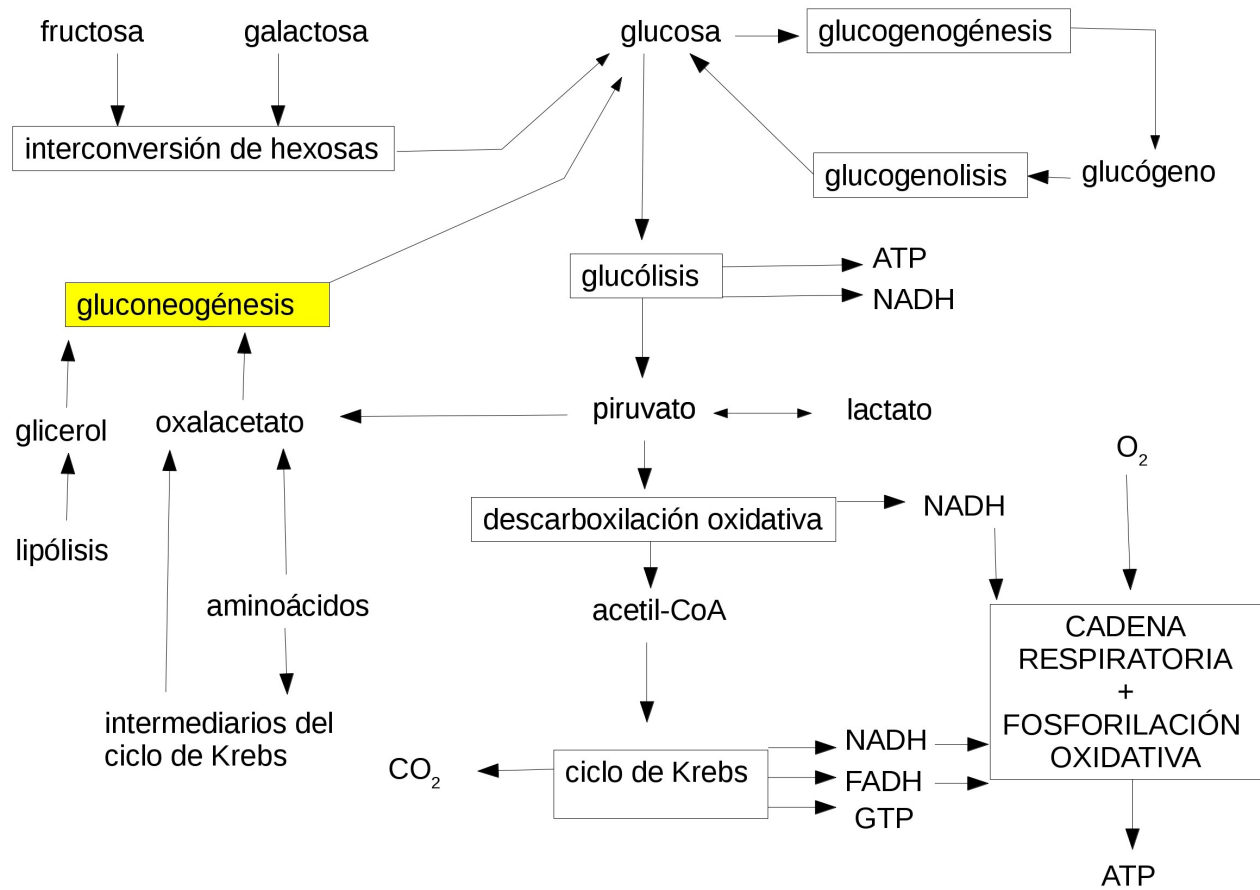 fructosa
galactosa
glucosa
glucogenogénesis
interconversión de hexosas
glucogenolisis
glucógeno
glucólisis
ATP
NADH
gluconeogénesis
glicerol
oxalacetato
piruvato
lactato
O2
lipólisis
descarboxilación oxidativa
NADH
aminoácidos
acetil-CoA
CADENA
RESPIRATORIA
+
FOSFORILACIÓN
OXIDATIVA
intermediarios del
ciclo de Krebs
CO2
ciclo de Krebs
NADH
FADH
GTP
ATP